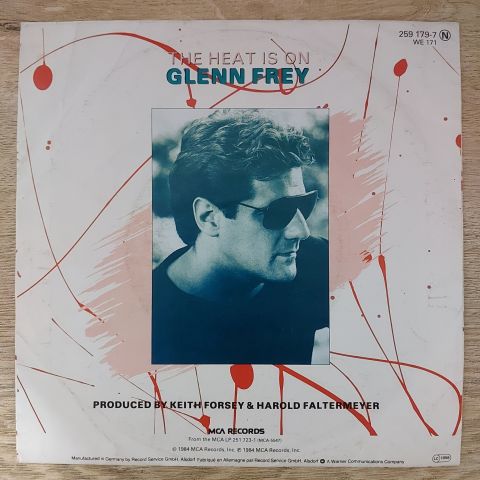 259 179-7 N
WE 171
THE HEAT IS ON
GLENN FREY
PRODUCED BY KEITH FORSEY & HAROLD FALTERMEYER
MCA RECORDS
From the MCA LP 251 723-1 (MCA-5547)
© 1984 MCA Records, Inc. ℗ 1984 MCA Records, Inc.
Manufactured in Germany by Record Service GmbH, Alsdorf Fabriqué en Allemagne par Record Service GmbH, Alsdorf A Warner Communications Company